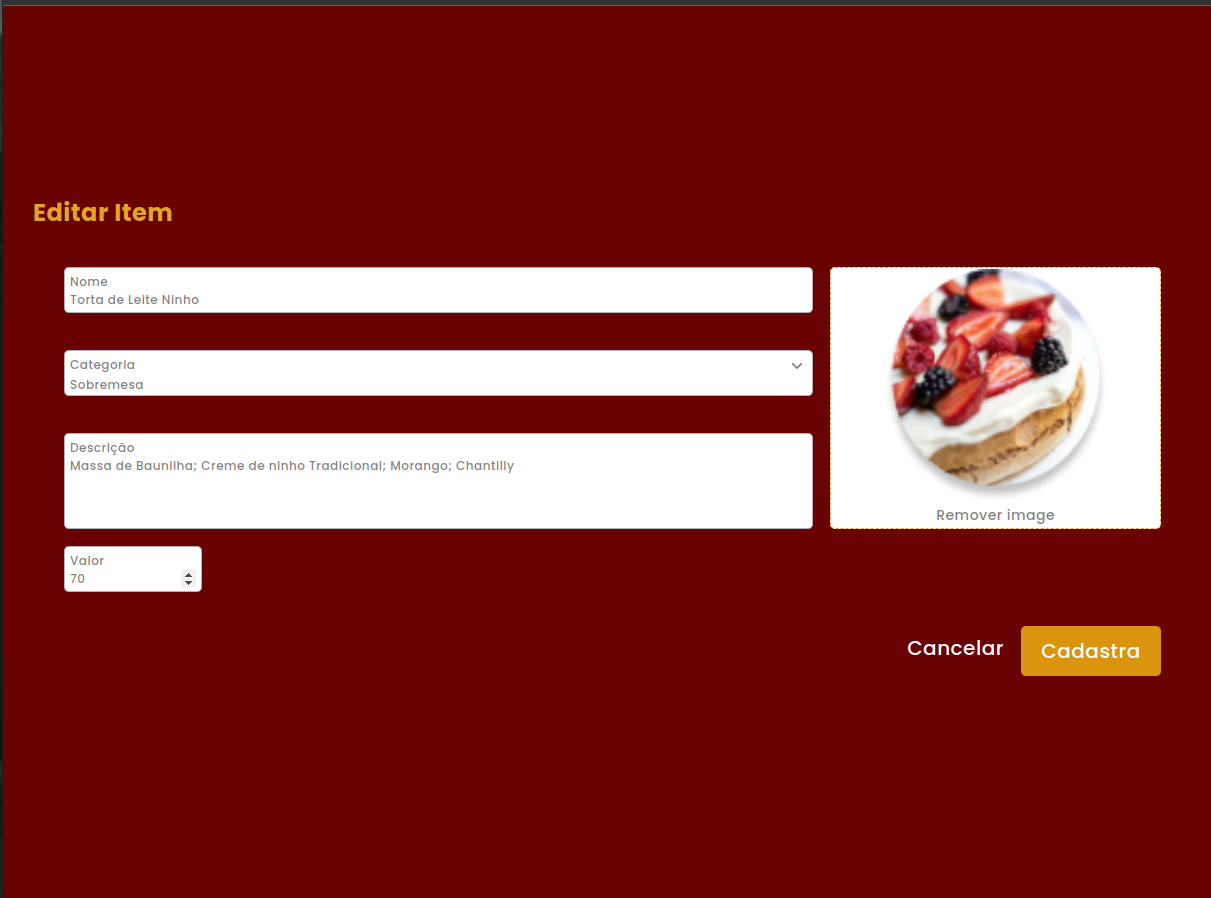 Editar Item
Nome
Torta de Leite Ninho
Categoria
Sobremesa
Descrição
Massa de Baunilha; Creme de ninho Tradicional; Morango; Chantilly
Remover image
Valor
70
Cancelar
Cadastra